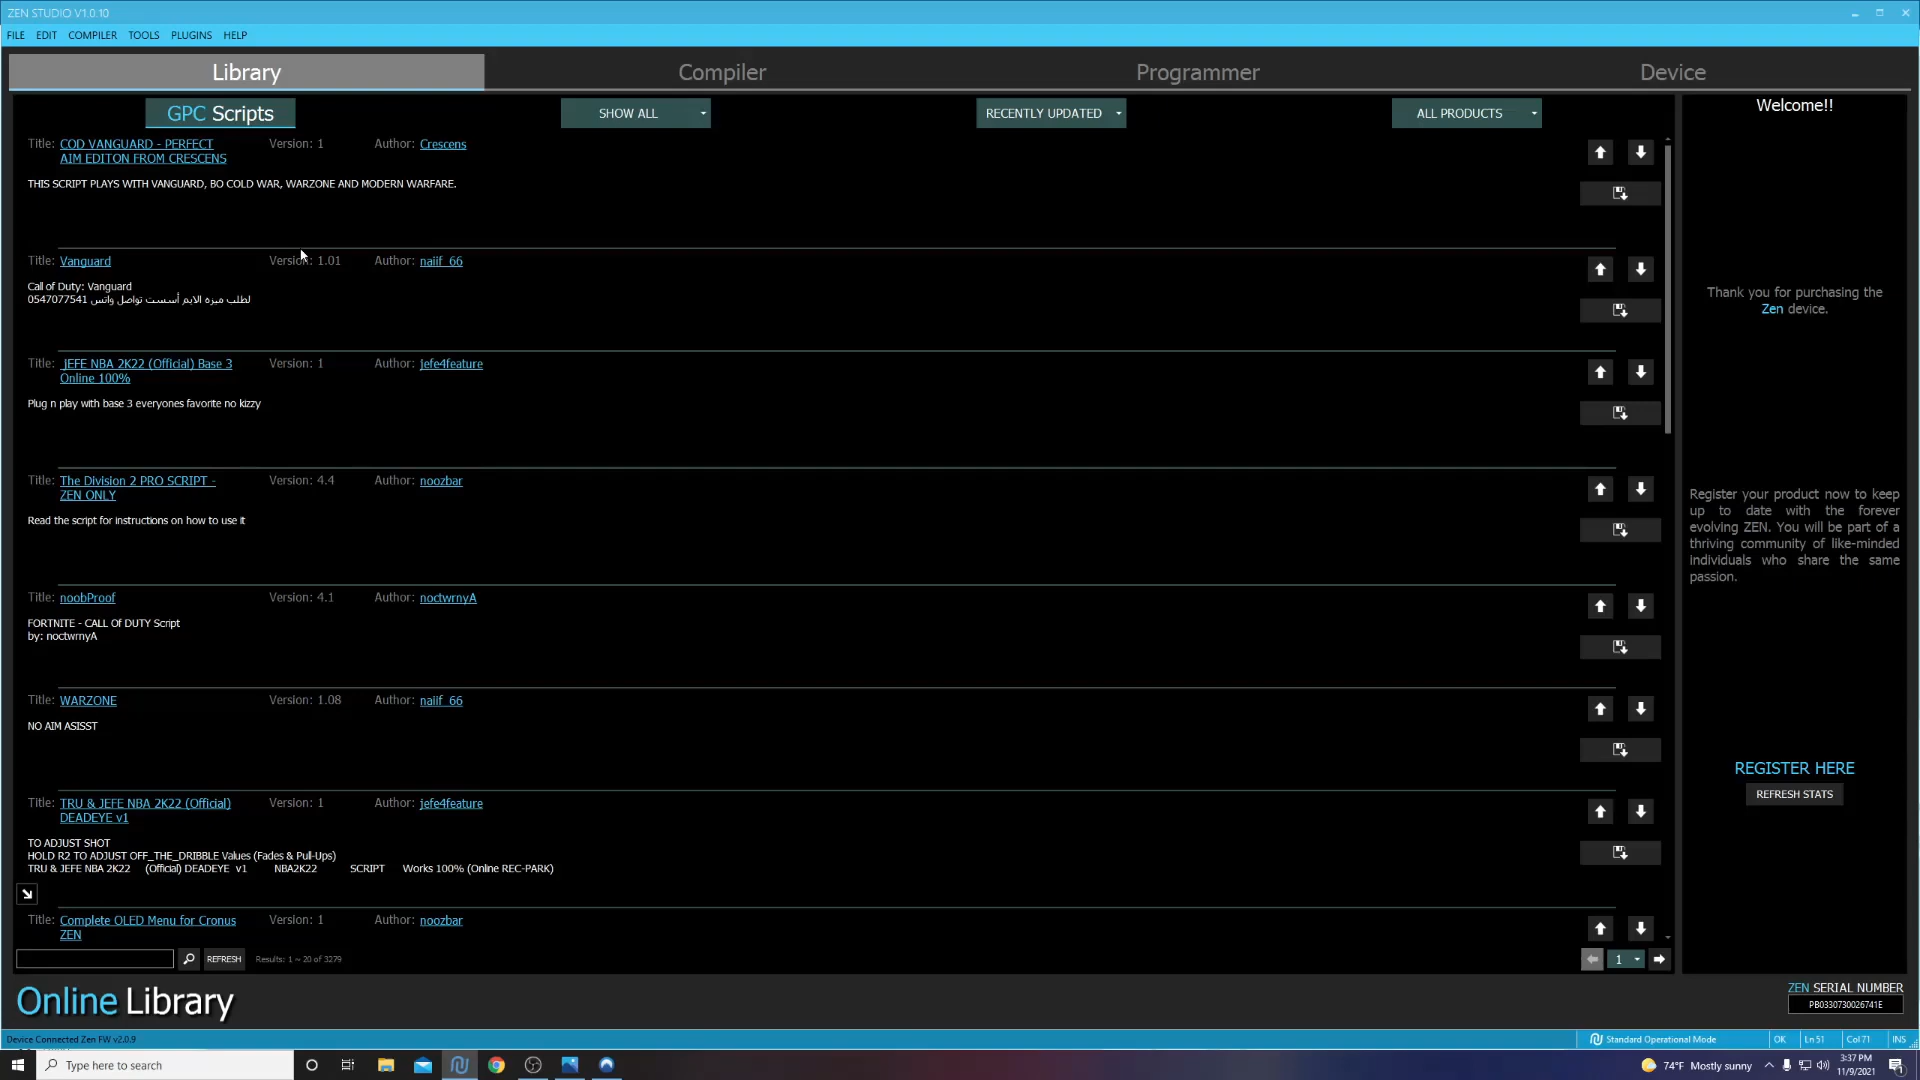 ZEN STUDIO V1.0.10
FILE EDIT COMPILER TOOLS PLUGINS HELP
Library Compiler Programmer Device
GPC Scripts SHOW ALL RECENTLY UPDATED ALL PRODUCTS
Title: COD VANGUARD - PERFECT AIM EDITON FROM CRESCENS Version: 1 Author: Crescens
THIS SCRIPT PLAYS WITH VANGUARD, BO COLD WAR, WARZONE AND MODERN WARFARE.
Title: Vanguard Version: 1.01 Author: naiif_66
Call of Duty: Vanguard
لطلب ميزه الايم أسست تواصل واتس 0547077541
Title: jEFE NBA 2K22 (Official) Base 3 Online 100% Version: 1 Author: jefe4feature
Plug n play with base 3 everyones favorite no kizzy
Title: The Division 2 PRO SCRIPT - ZEN ONLY Version: 4.4 Author: noozbar
Read the script for instructions on how to use it
Title: noobProof Version: 4.1 Author: noctwrnyA
FORTNITE - CALL Of DUTY Script
by: noctwrnyA
Title: WARZONE Version: 1.08 Author: naiif_66
NO AIM ASISST
Title: TRU & JEFE NBA 2K22 (Official) DEADEYE v1 Version: 1 Author: jefe4feature
TO ADJUST SHOT
HOLD R2 TO ADJUST OFF_THE_DRIBBLE Values (Fades & Pull-Ups)
TRU & JEFE NBA 2K22 (Official) DEADEYE v1 NBA2K22 SCRIPT Works 100% (Online REC-PARK)
Title: Complete OLED Menu for Cronus ZEN Version: 1 Author: noozbar
REFRESH Results: 1 ~ 20 of 3279 1
Welcome!!
Thank you for purchasing the
Zen device.
Register your product now to keep
up to date with the forever
evolving ZEN. You will be part of a
thriving community of like-minded
individuals who share the same
passion.
REGISTER HERE
REFRESH STATS
Online Library
ZEN SERIAL NUMBER
PB0330730026741E
Device Connected Zen FW v2.0.9 Standard Operational Mode OK Ln51 Col71 INS
Type here to search 74°F Mostly sunny 3:37 PM
11/9/2021